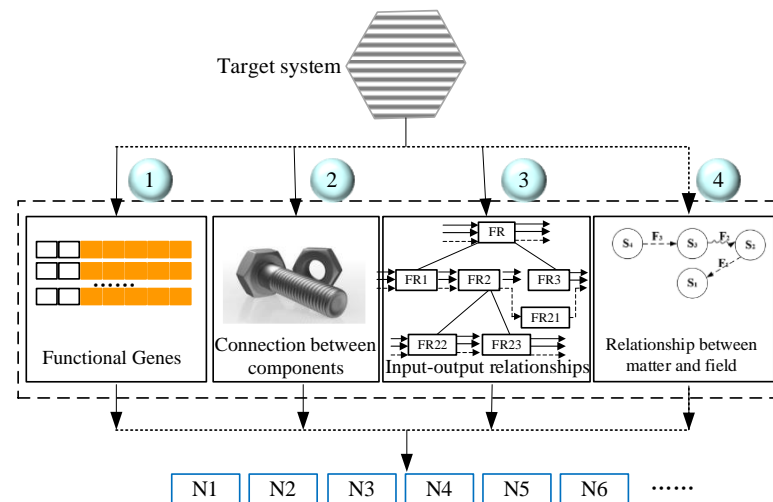 Target system
1
2
3
4
FR
FR1
FR2
FR3
FR21
FR22
FR23
S₄
F₃
S₃
F₂
S₂
S₁
Functional Genes
Connection between
components
Input-output relationships
Relationship between
matter and field
N1
N2
N3
N4
N5
N6
......